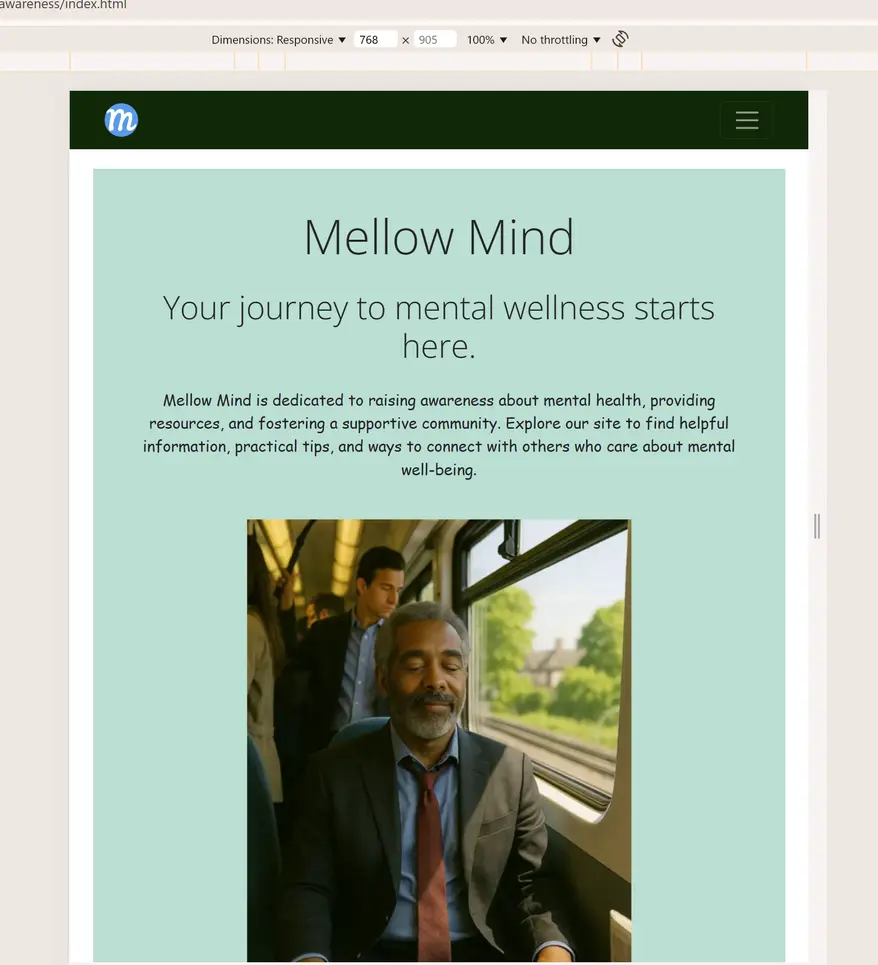 awareness/index.html
Dimensions: Responsive ▼ 768 × 905 100% ▼ No throttling ▼
m
Mellow Mind
Your journey to mental wellness starts
here.
Mellow Mind is dedicated to raising awareness about mental health, providing
resources, and fostering a supportive community. Explore our site to find helpful
information, practical tips, and ways to connect with others who care about mental
well-being.